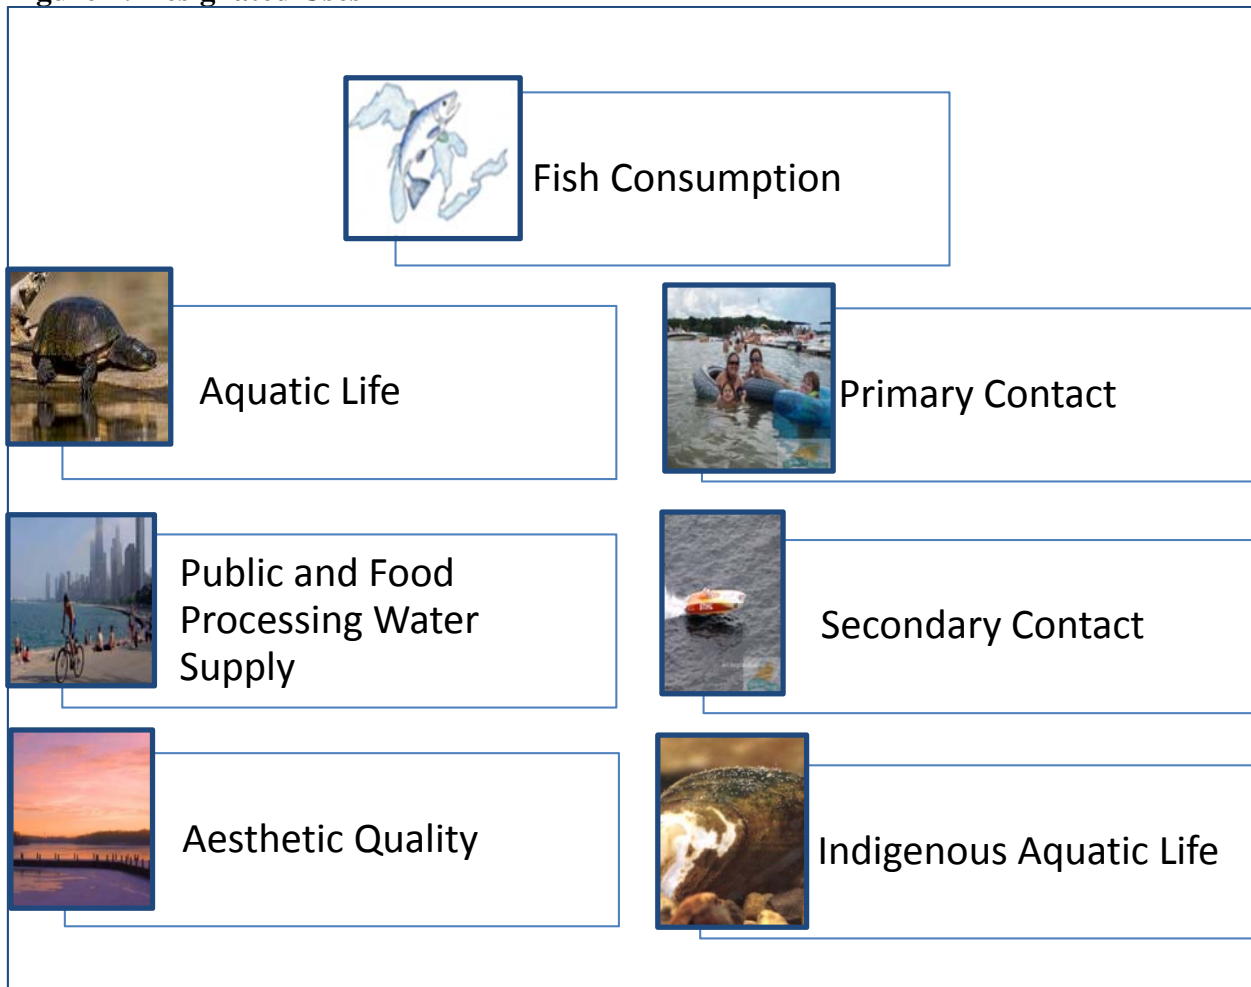 Fish Consumption
Aquatic Life
Primary Contact
Public and Food
Processing Water
Supply
Secondary Contact
Aesthetic Quality
Indigenous Aquatic Life